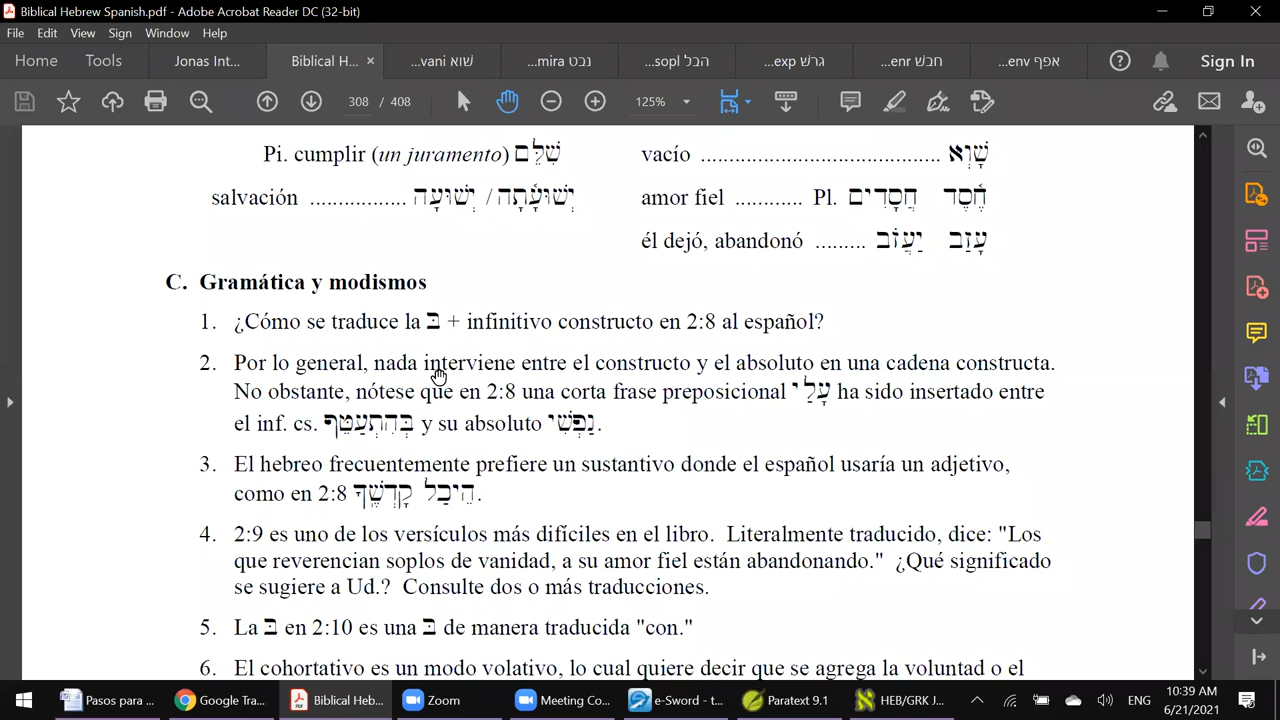 Biblical Hebrew Spanish.pdf - Adobe Acrobat Reader DC (32-bit)
File Edit View Sign Window Help
Home Tools Jonas Int... Biblical H... × ...vani שוא ...mira נבט ...sopl הבל ...exp גרש ...enr חבש ...env אפף Sign In
308 / 408 125%
Pi. cumplir (un juramento) שִׁלֵּם vacío ........................................ שָׁוְא
salvación ................ יְשׁוּעָ֫תָה / יְשׁוּעָה amor fiel ............ Pl. חֶ֫סֶד חֲסָדִים
él dejó, abandonó ......... עָזַב יַעֲזוֹב
C. Gramática y modismos
1. ¿Cómo se traduce la בּ + infinitivo constructo en 2:8 al español?
2. Por lo general, nada interviene entre el constructo y el absoluto en una cadena constructa.
No obstante, nótese que en 2:8 una corta frase preposicional עָלַי ha sido insertado entre
el inf. cs. בְּהִתְעַטֵּף y su absoluto נַפְשִׁי.
3. El hebreo frecuentemente prefiere un sustantivo donde el español usaría un adjetivo,
como en 2:8 הֵיכַל קָדְשֶׁךָ.
4. 2:9 es uno de los versículos más difíciles en el libro. Literalmente traducido, dice: "Los
que reverencian soplos de vanidad, a su amor fiel están abandonando." ¿Qué significado
se sugiere a Ud.? Consulte dos o más traducciones.
5. La בּ en 2:10 es una בּ de manera traducida "con."
6. El cohortativo es un modo volativo, lo cual quiere decir que se agrega la voluntad o el
Pasos para ... Google Tra... Biblical Heb... Zoom Meeting Co... e-Sword - t... Paratext 9.1 HEB/GRK J... ENG 10:39 AM
6/21/2021